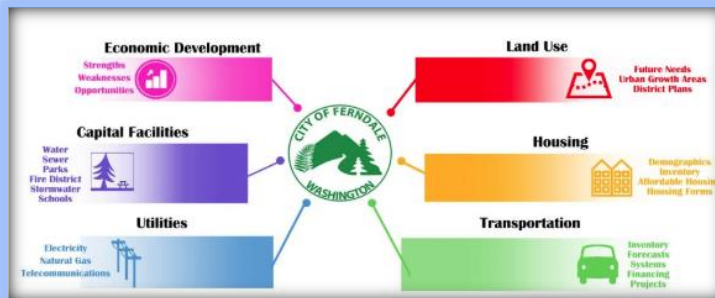 Economic Development
Strengths
Weaknesses
Opportunities
Capital Facilities
Water
Sewer
Parks
Fire District
Stormwater
Schools
Utilities
Electricity
Natural Gas
Telecommunications
CITY OF FERNDALE
WASHINGTON
Land Use
Future Needs
Urban Growth Areas
District Plans
Housing
Demographics
Inventory
Affordable Housin
Housing Forms
Transportation
Inventory
Forecasts
Systems
Financing
Projects